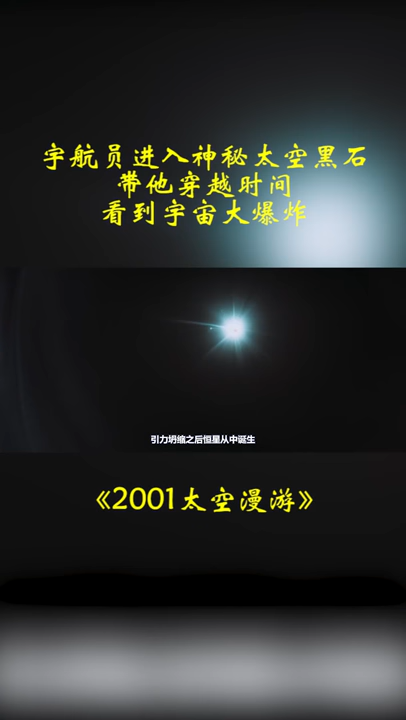 宇航员进入神秘太空黑石
带他穿越时间
看到宇宙大爆炸
引力坍缩之后恒星从中诞生
《2001太空漫游》